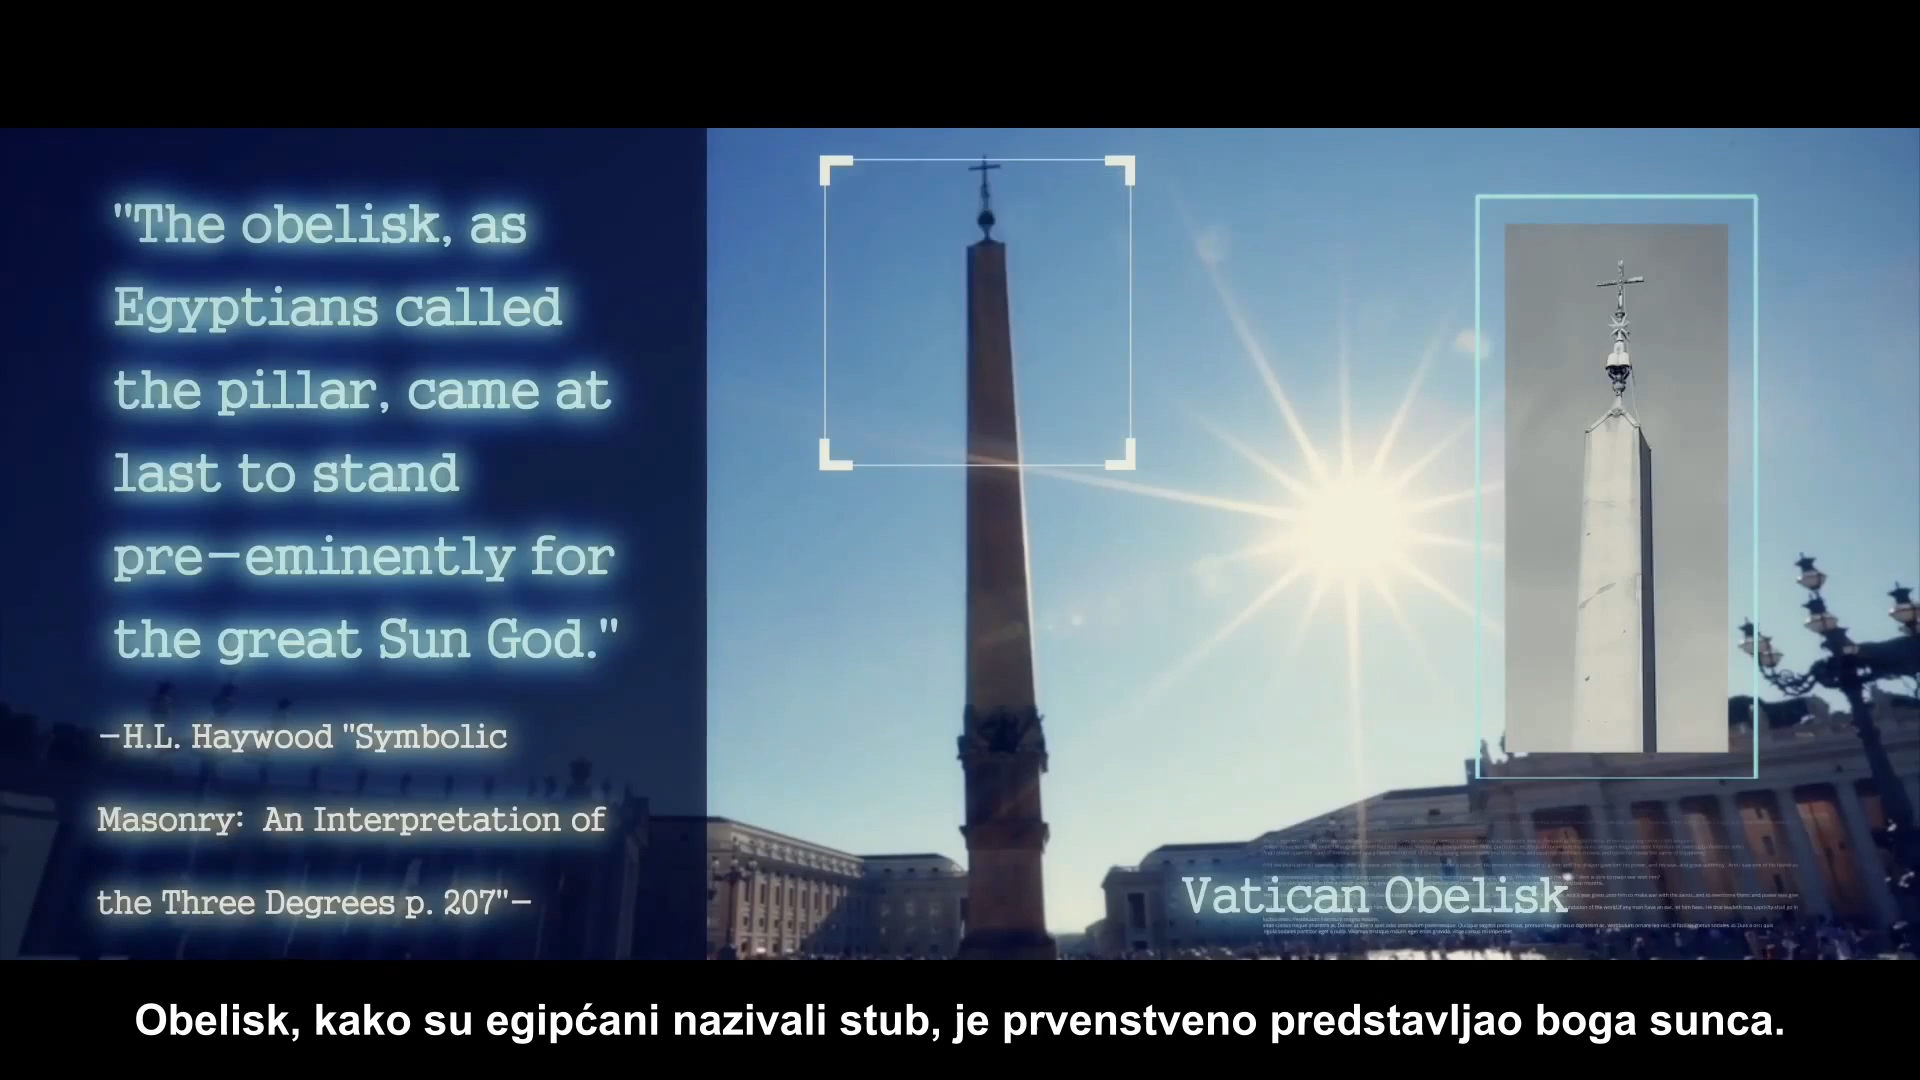 "The obelisk, as
Egyptians called
the pillar, came at
last to stand
pre-eminently for
the great Sun God."
-H.L. Haywood "Symbolic
Masonry: An Interpretation of
the Three Degrees p. 207"-
Vatican Obelisk
Obelisk, kako su egipćani nazivali stub, je prvenstveno predstavljao boga sunca.